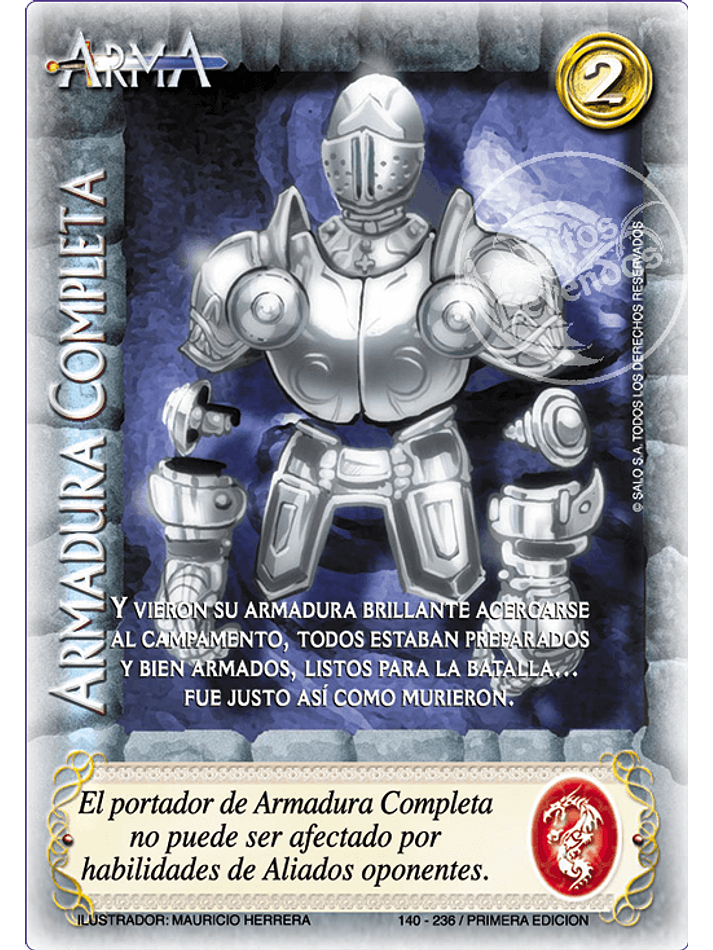 ARMA
2
ARMADURA COMPLETA
Mitos
Leyendas
© SALO S.A. TODOS LOS DERECHOS RESERVADOS
Y VIERON SU ARMADURA BRILLANTE ACERCARSE
AL CAMPAMENTO, TODOS ESTABAN PREPARADOS
Y BIEN ARMADOS, LISTOS PARA LA BATALLA...
FUE JUSTO ASÍ COMO MURIERON.
El portador de Armadura Completa
no puede ser afectado por
habilidades de Aliados oponentes.
ILUSTRADOR: MAURICIO HERRERA
140 - 236 / PRIMERA EDICION